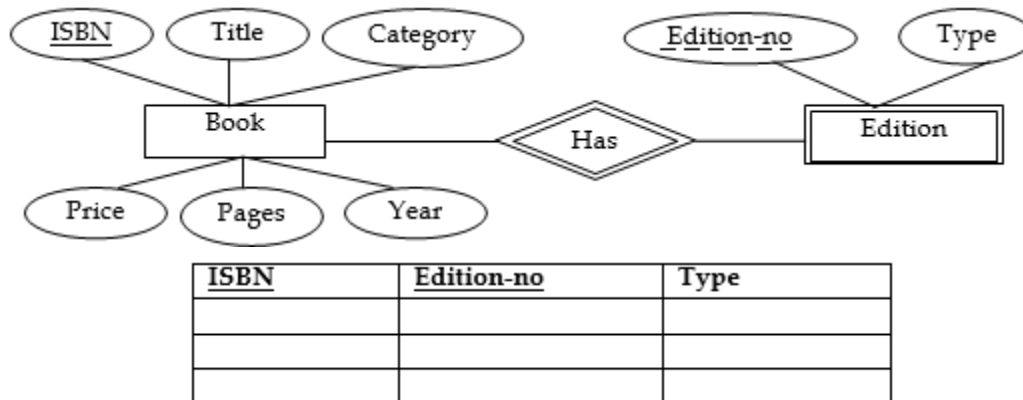 ISBN
Title
Category
Edition-no
Type
Book
Has
Edition
Price
Pages
Year
ISBN Edition-no Type